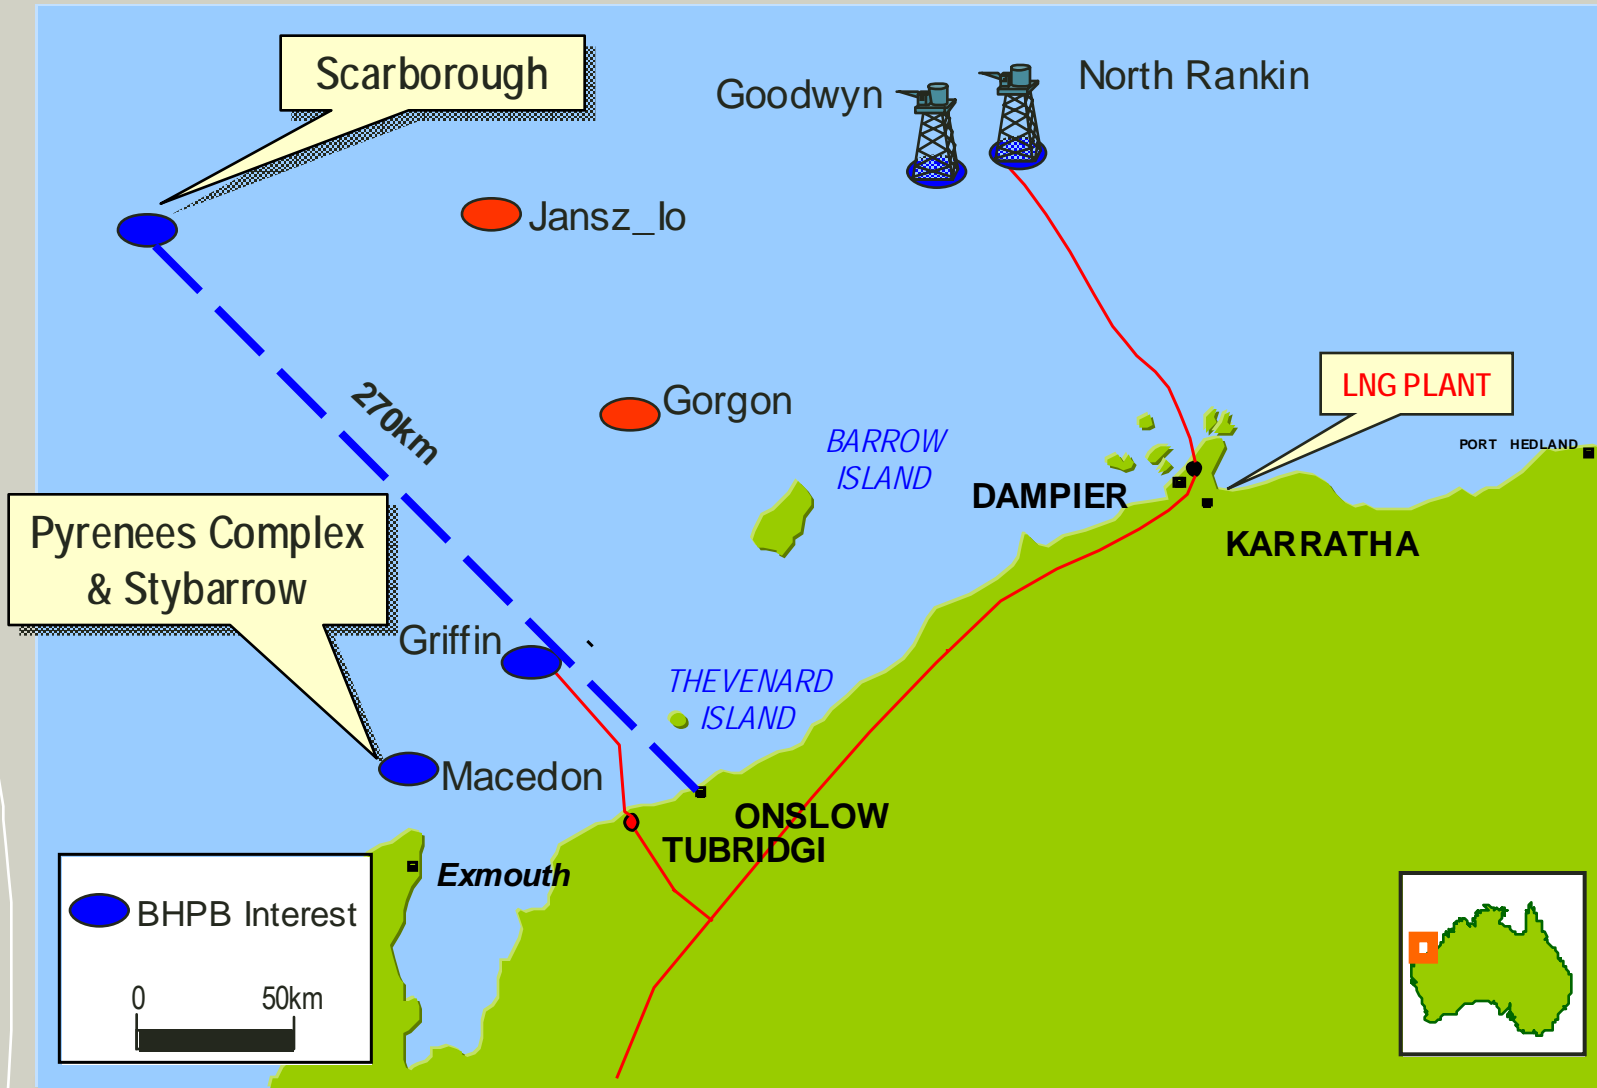 Scarborough
Goodwyn
North Rankin
Jansz_Io
270km
Gorgon
LNG PLANT
BARROW
ISLAND
PORT HEDLAND
DAMPIER
KARRATHA
Pyrenees Complex
& Stybarrow
Griffin
THEVENARD
ISLAND
Macedon
ONSLOW
TUBRIDGI
Exmouth
BHPB Interest
0 50km